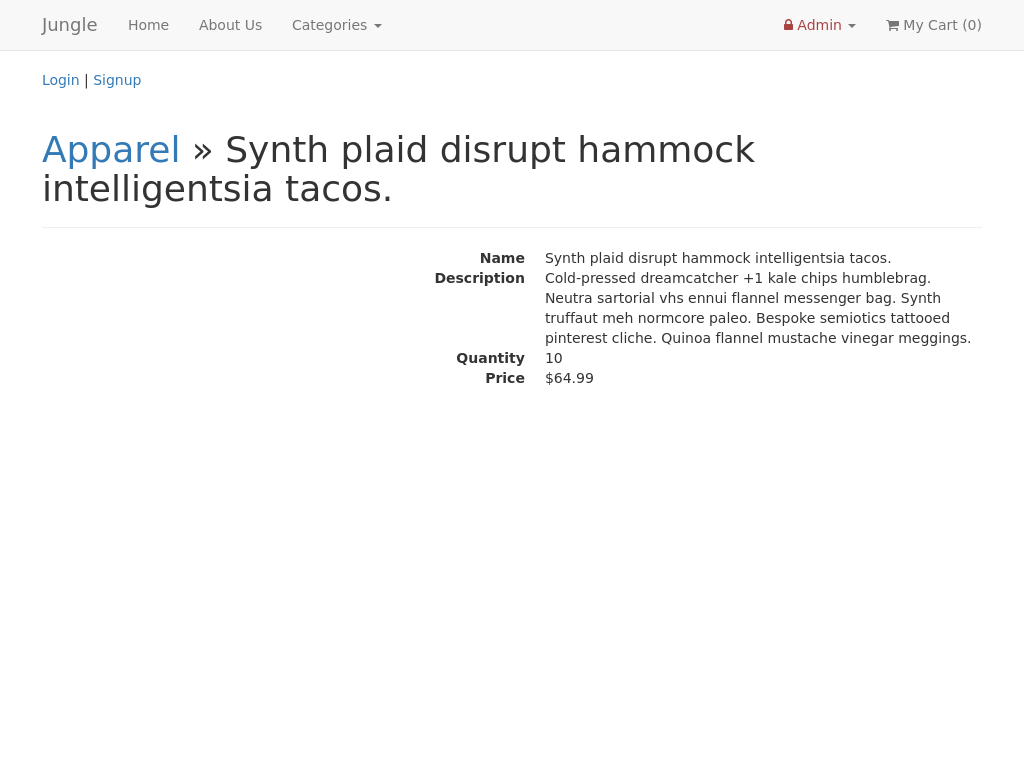 Jungle Home About Us Categories Admin My Cart (0)
Login | Signup
Apparel » Synth plaid disrupt hammock
intelligentsia tacos.
Name Synth plaid disrupt hammock intelligentsia tacos.
Description Cold-pressed dreamcatcher +1 kale chips humblebrag.
Neutra sartorial vhs ennui flannel messenger bag. Synth
truffaut meh normcore paleo. Bespoke semiotics tattooed
pinterest cliche. Quinoa flannel mustache vinegar meggings.
Quantity 10
Price $64.99